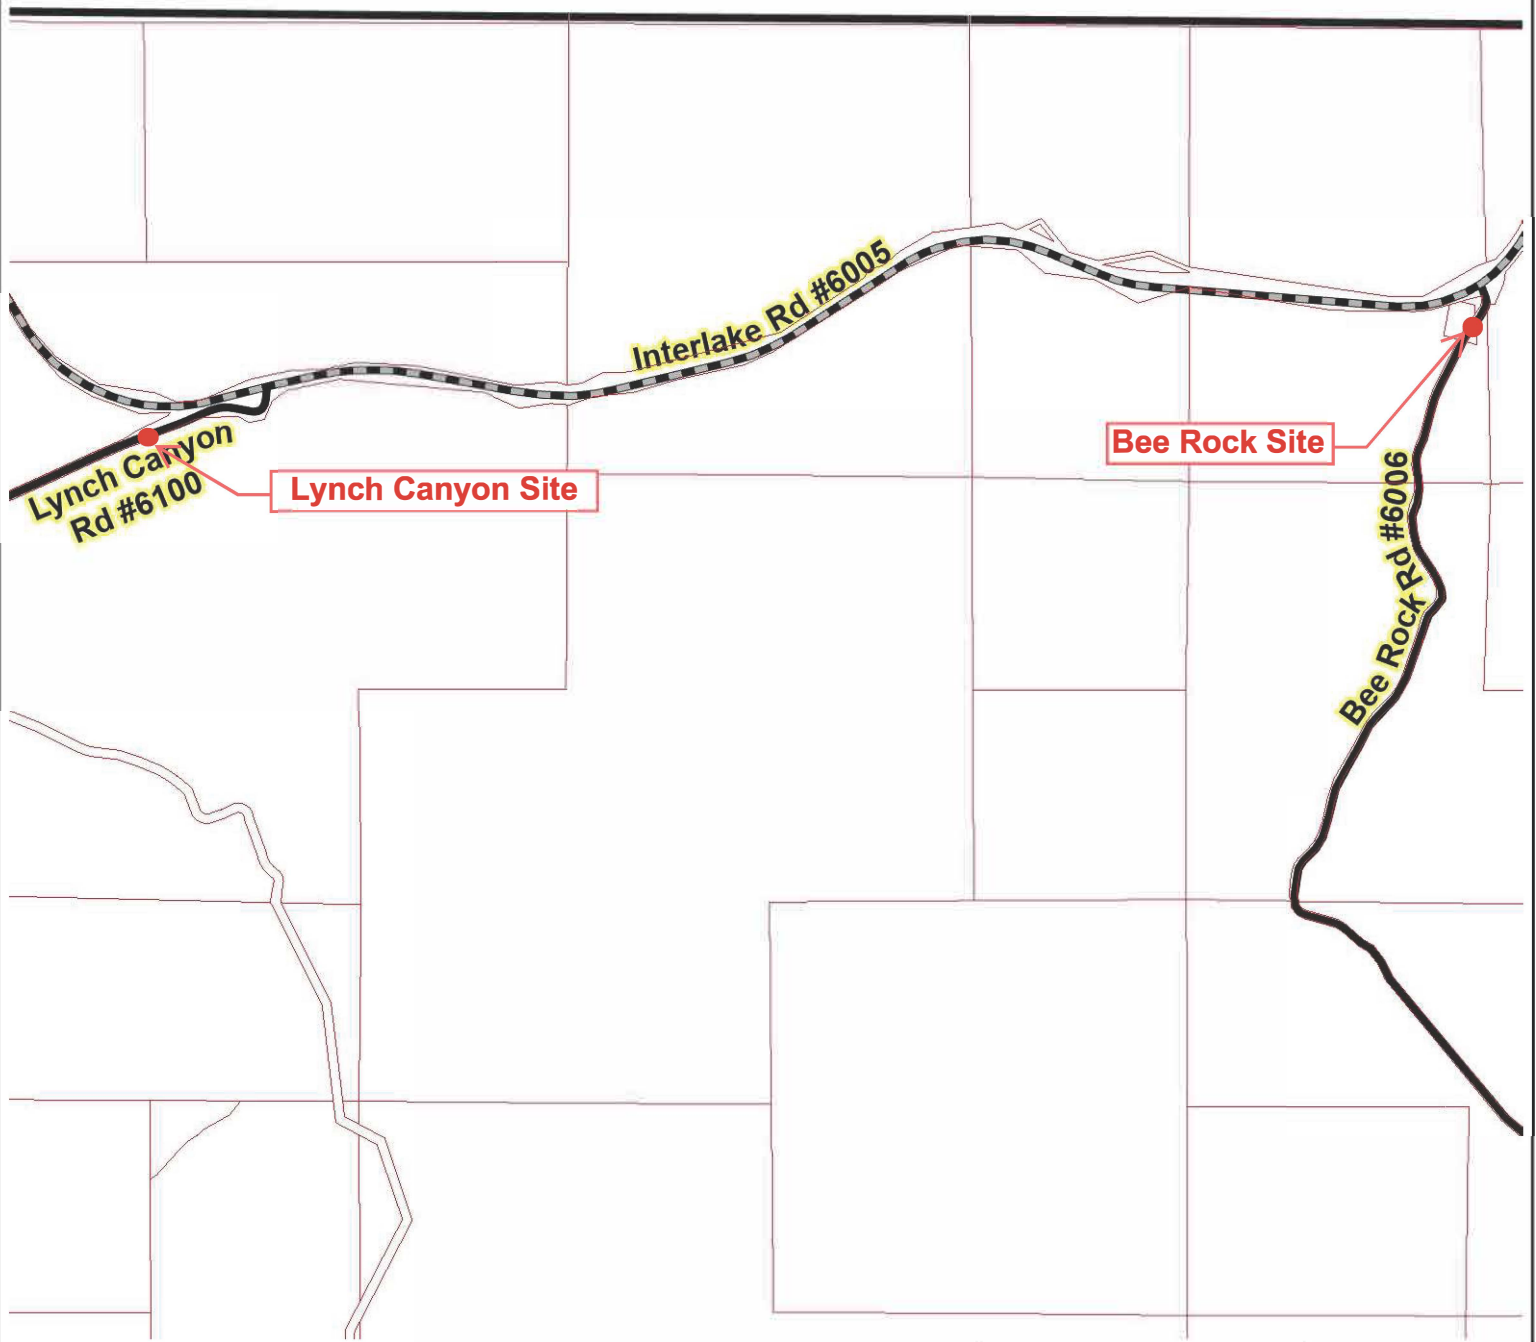 Interlake Rd #6005
Lynch Canyon
Rd #6100
Lynch Canyon Site
Bee Rock Site
Bee Rock Rd #6006